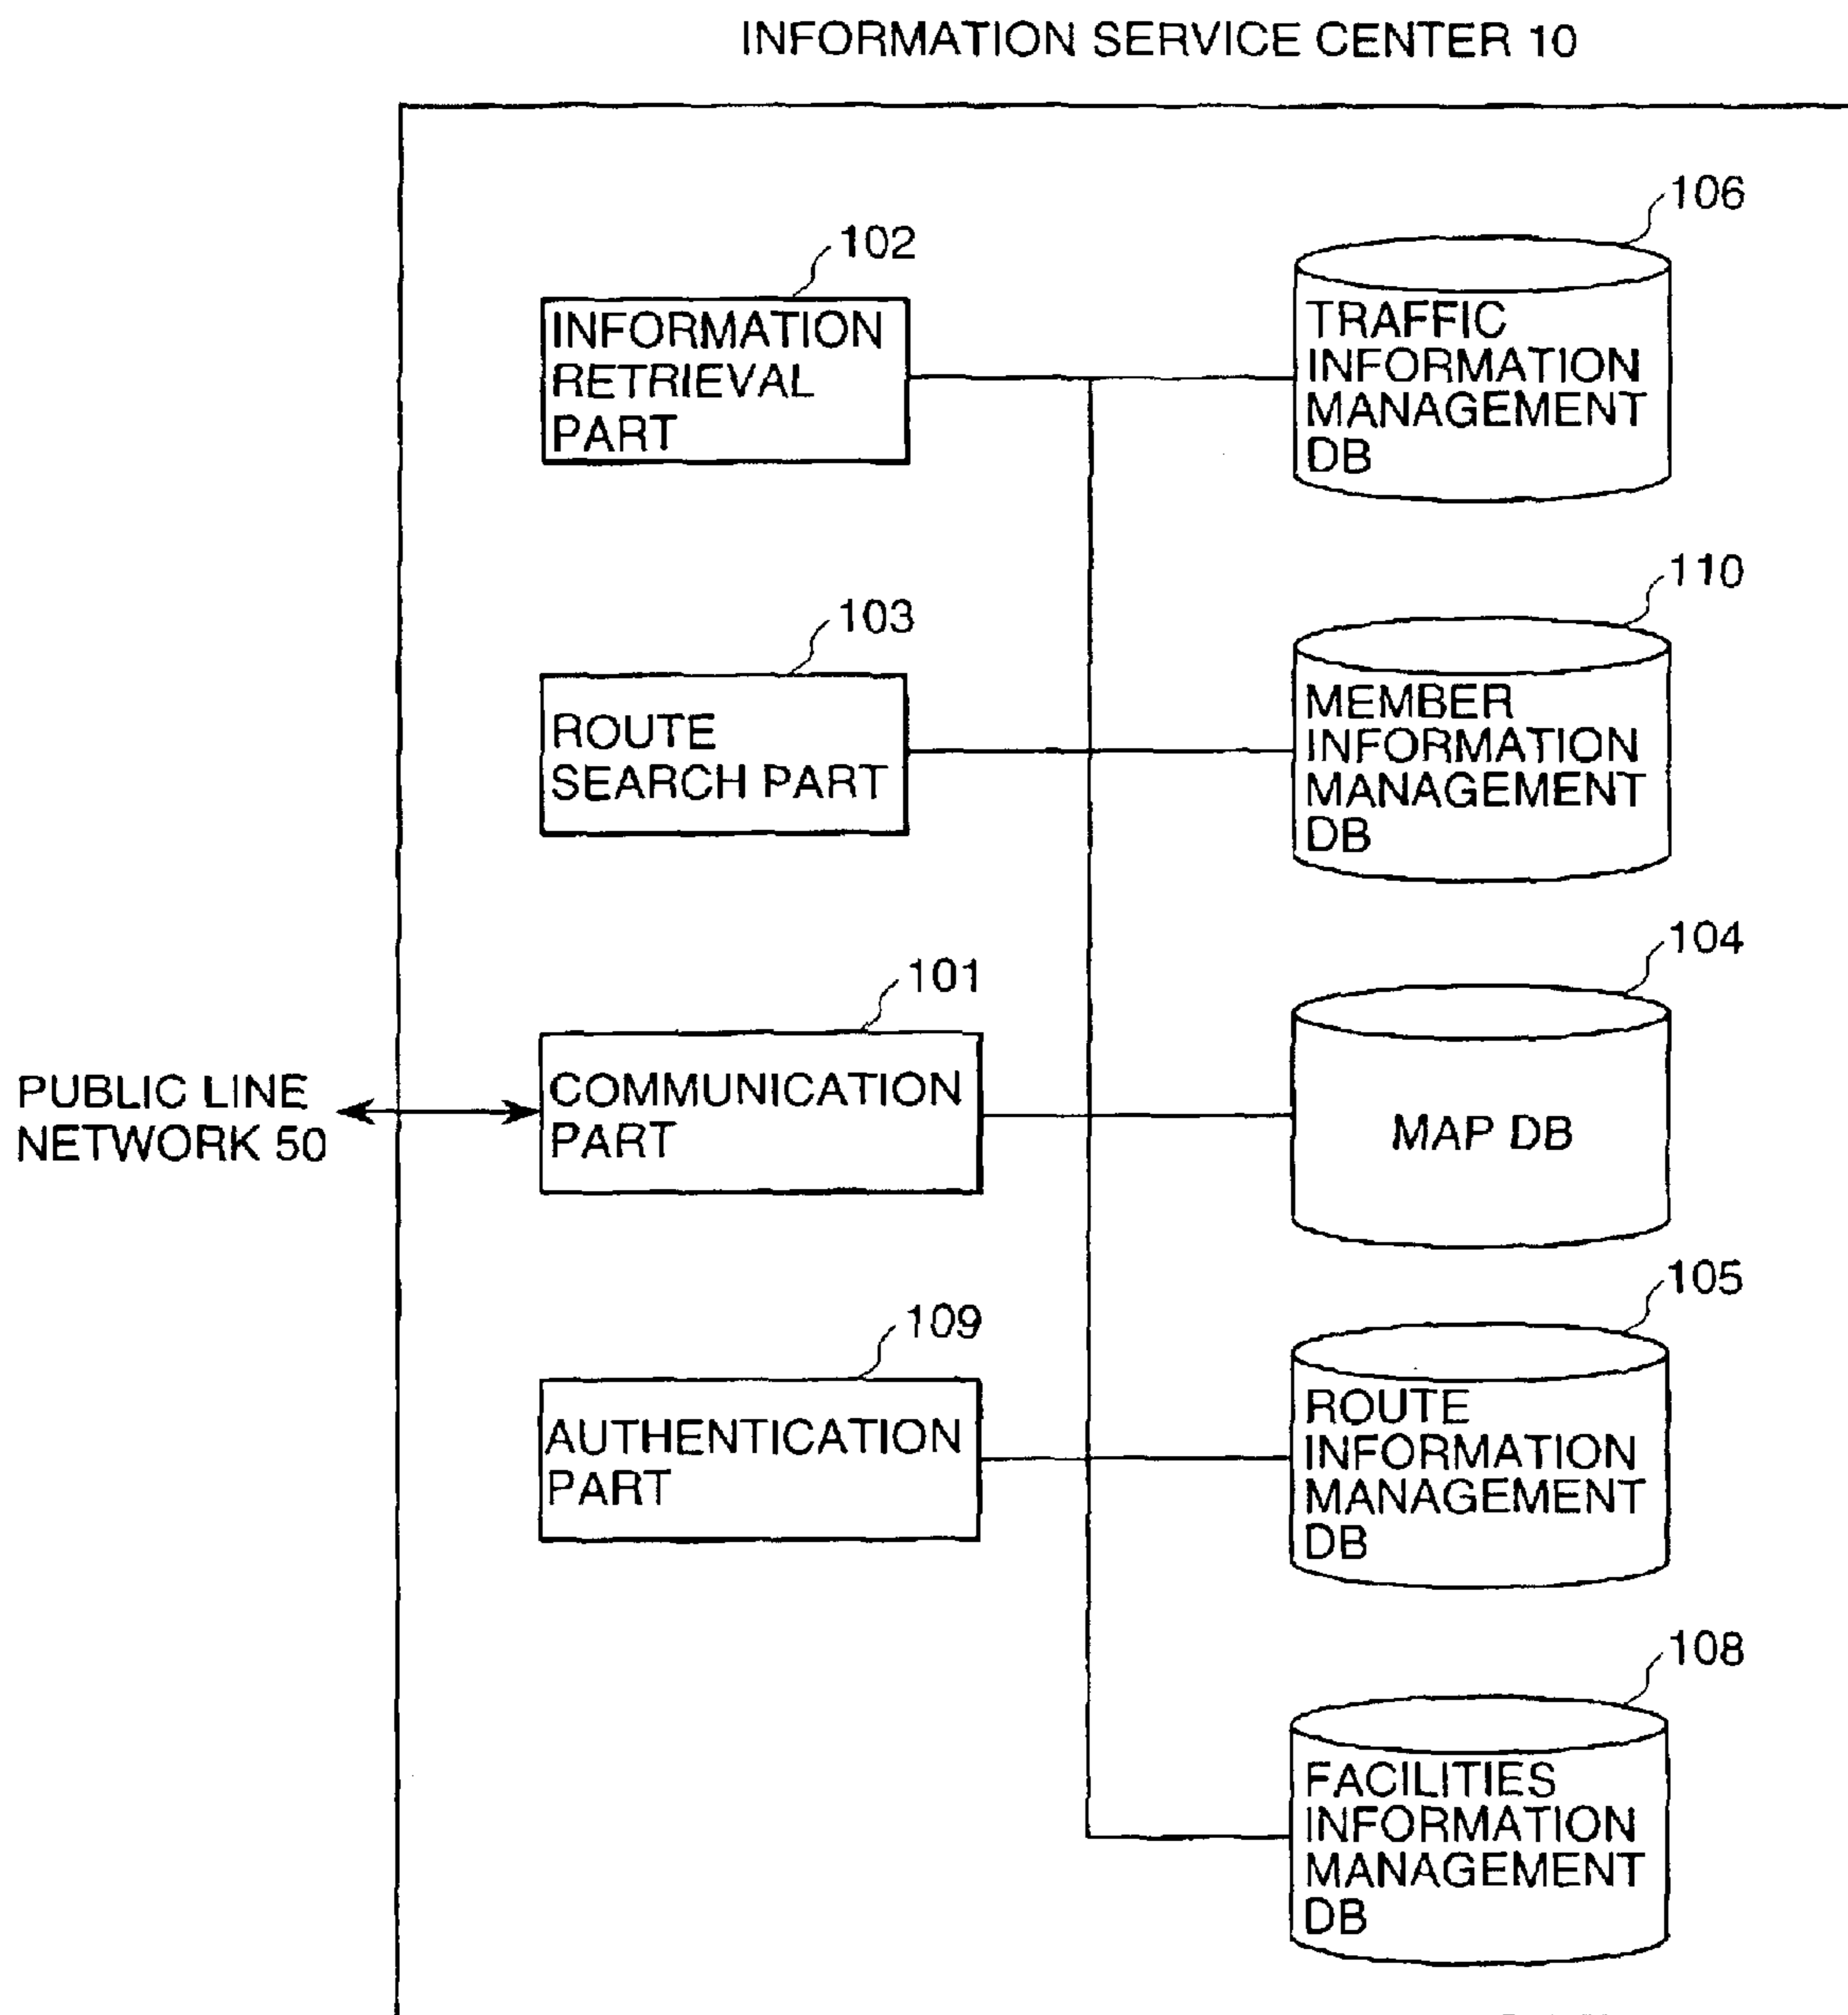 INFORMATION SERVICE CENTER 10
102
INFORMATION
RETRIEVAL
PART
106
TRAFFIC
INFORMATION
MANAGEMENT
DB
103
ROUTE
SEARCH PART
110
MEMBER
INFORMATION
MANAGEMENT
DB
PUBLIC LINE
NETWORK 50
101
COMMUNICATION
PART
104
MAP DB
109
AUTHENTICATION
PART
105
ROUTE
INFORMATION
MANAGEMENT
DB
108
FACILITIES
INFORMATION
MANAGEMENT
DB